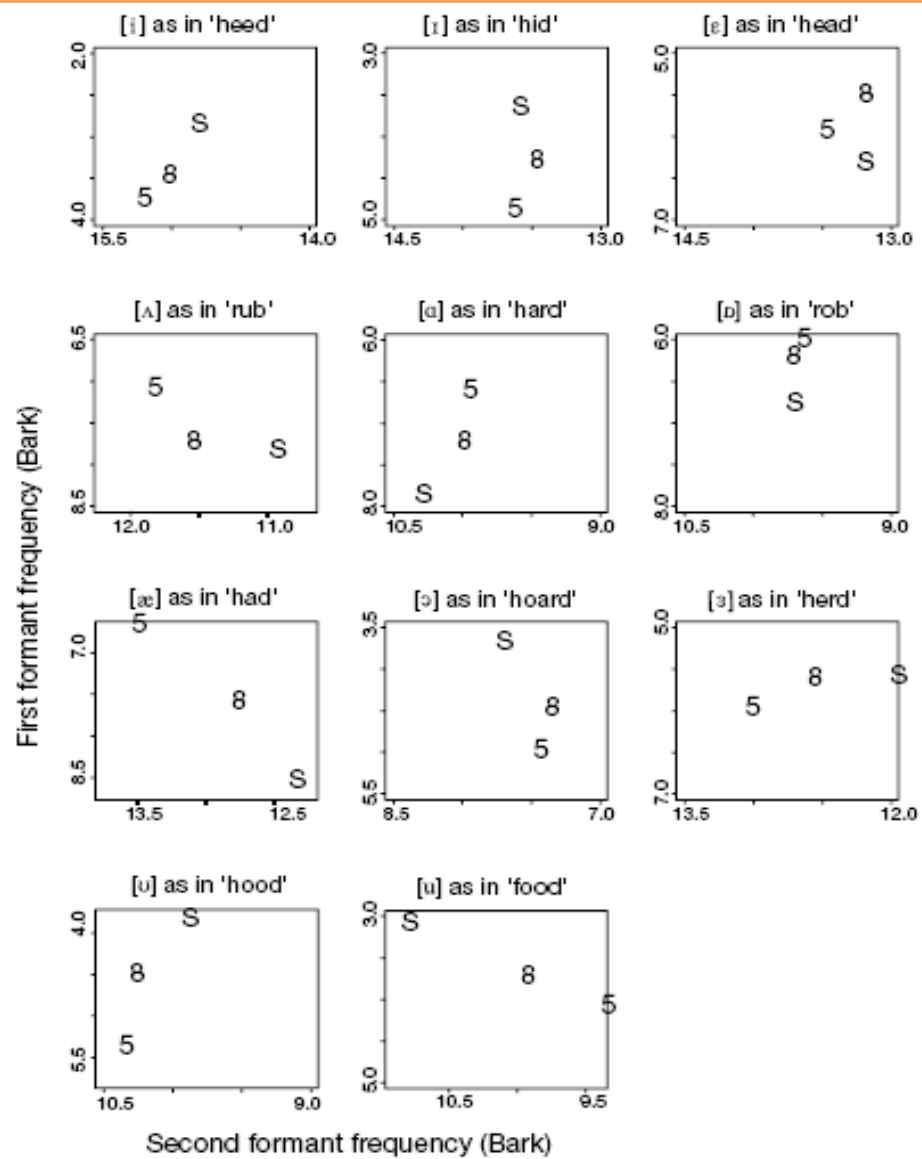 [i] as in 'heed'
2.0
4.0
S
8
5
15.5 14.0
[ɪ] as in 'hid'
3.0
5.0
S
8
5
14.5 13.0
[ɛ] as in 'head'
5.0
7.0
8
5
S
14.5 13.0
[ʌ] as in 'rub'
6.5
8.5
5
8
S
12.0 11.0
[ɑ] as in 'hard'
6.0
8.0
5
8
S
10.5 9.0
[ɒ] as in 'rob'
6.0
8.0
5
8
S
10.5 9.0
[æ] as in 'had'
7.0
8.5
5
8
S
13.5 12.5
[ɔ] as in 'hoard'
3.5
5.5
S
8
5
8.5 7.0
[ɜ] as in 'herd'
5.0
7.0
S
8
5
13.5 12.0
[ʊ] as in 'hood'
4.0
5.5
S
8
5
10.5 9.0
[u] as in 'food'
3.0
5.0
S
8
5
10.5 9.5
First formant frequency (Bark)
Second formant frequency (Bark)